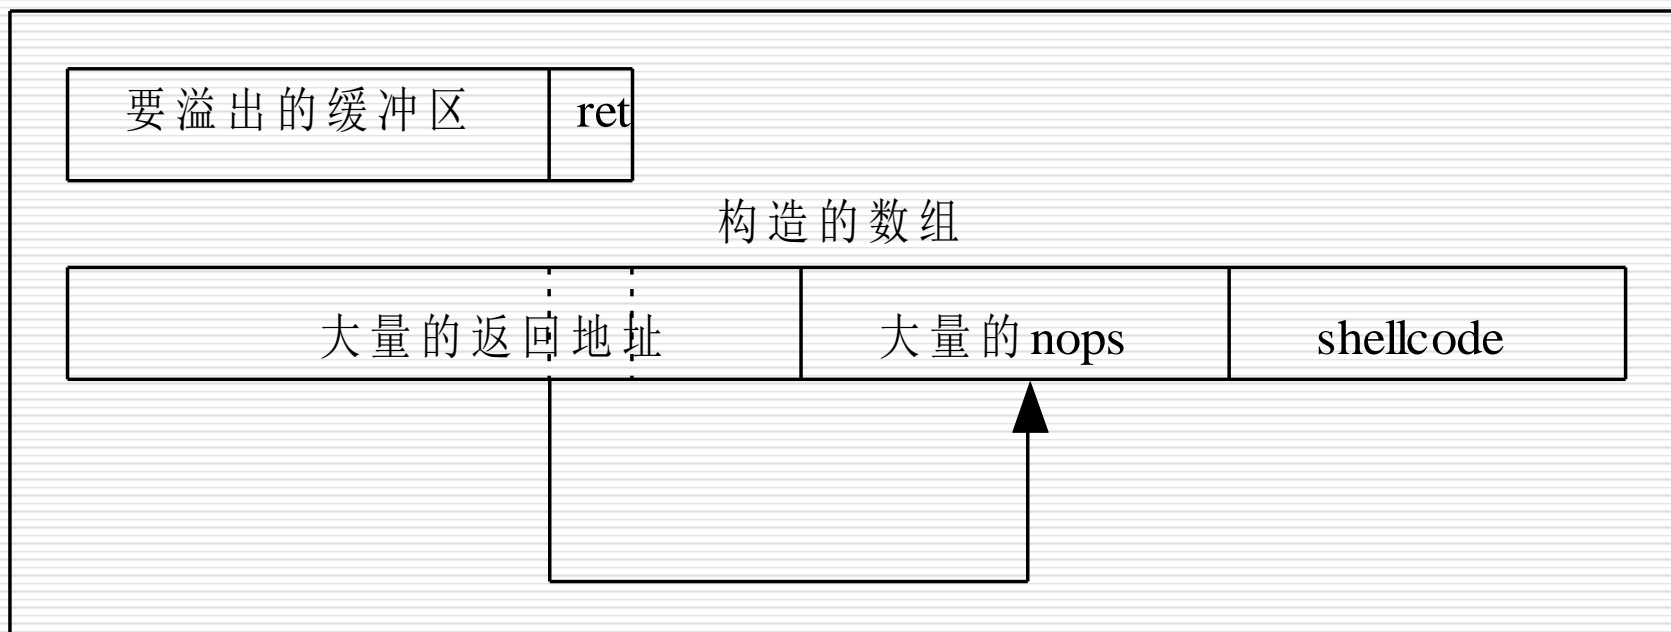 要溢出的缓冲区 ret
构造的数组
大量的返回地址 大量的nops shellcode